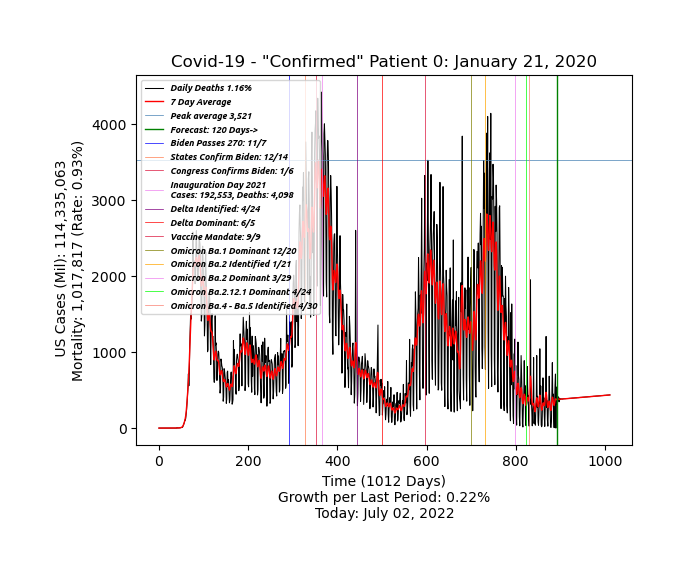 Covid-19 - "Confirmed" Patient 0: January 21, 2020
Daily Deaths 1.16%
7 Day Average
Peak average 3,521
Forecast: 120 Days->
Biden Passes 270: 11/7
States Confirm Biden: 12/14
Congress Confirms Biden: 1/6
Inauguration Day 2021
Cases: 192,553, Deaths: 4,098
Delta Identified: 4/24
Delta Dominant: 6/5
Vaccine Mandate: 9/9
Omicron Ba.1 Dominant 12/20
Omicron Ba.2 Identified 1/21
Omicron Ba.2 Dominant 3/29
Omicron Ba.2.12.1 Dominant 4/24
Omicron Ba.4 - Ba.5 Identified 4/30
US Cases (Mil): 114,335,063
Mortality: 1,017,817 (Rate: 0.93%)
4000
3000
2000
1000
0
0 200 400 600 800 1000
Time (1012 Days)
Growth per Last Period: 0.22%
Today: July 02, 2022